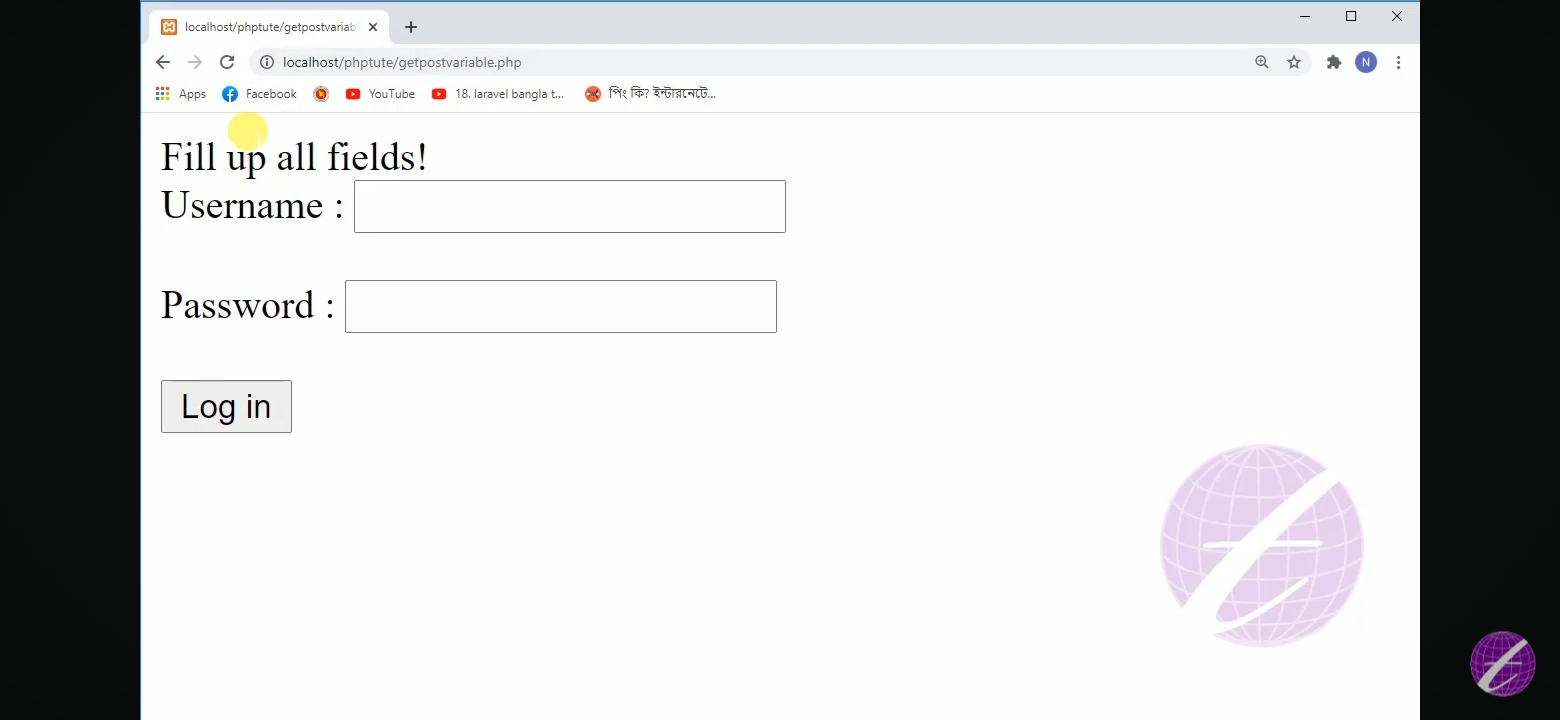 localhost/phptute/getpostvariab
localhost/phptute/getpostvariable.php
N
Apps
Facebook
YouTube
18. laravel bangla t...
পিং কি? ইন্টারনেটে...
Fill up all fields!
Username :
Password :
Log in